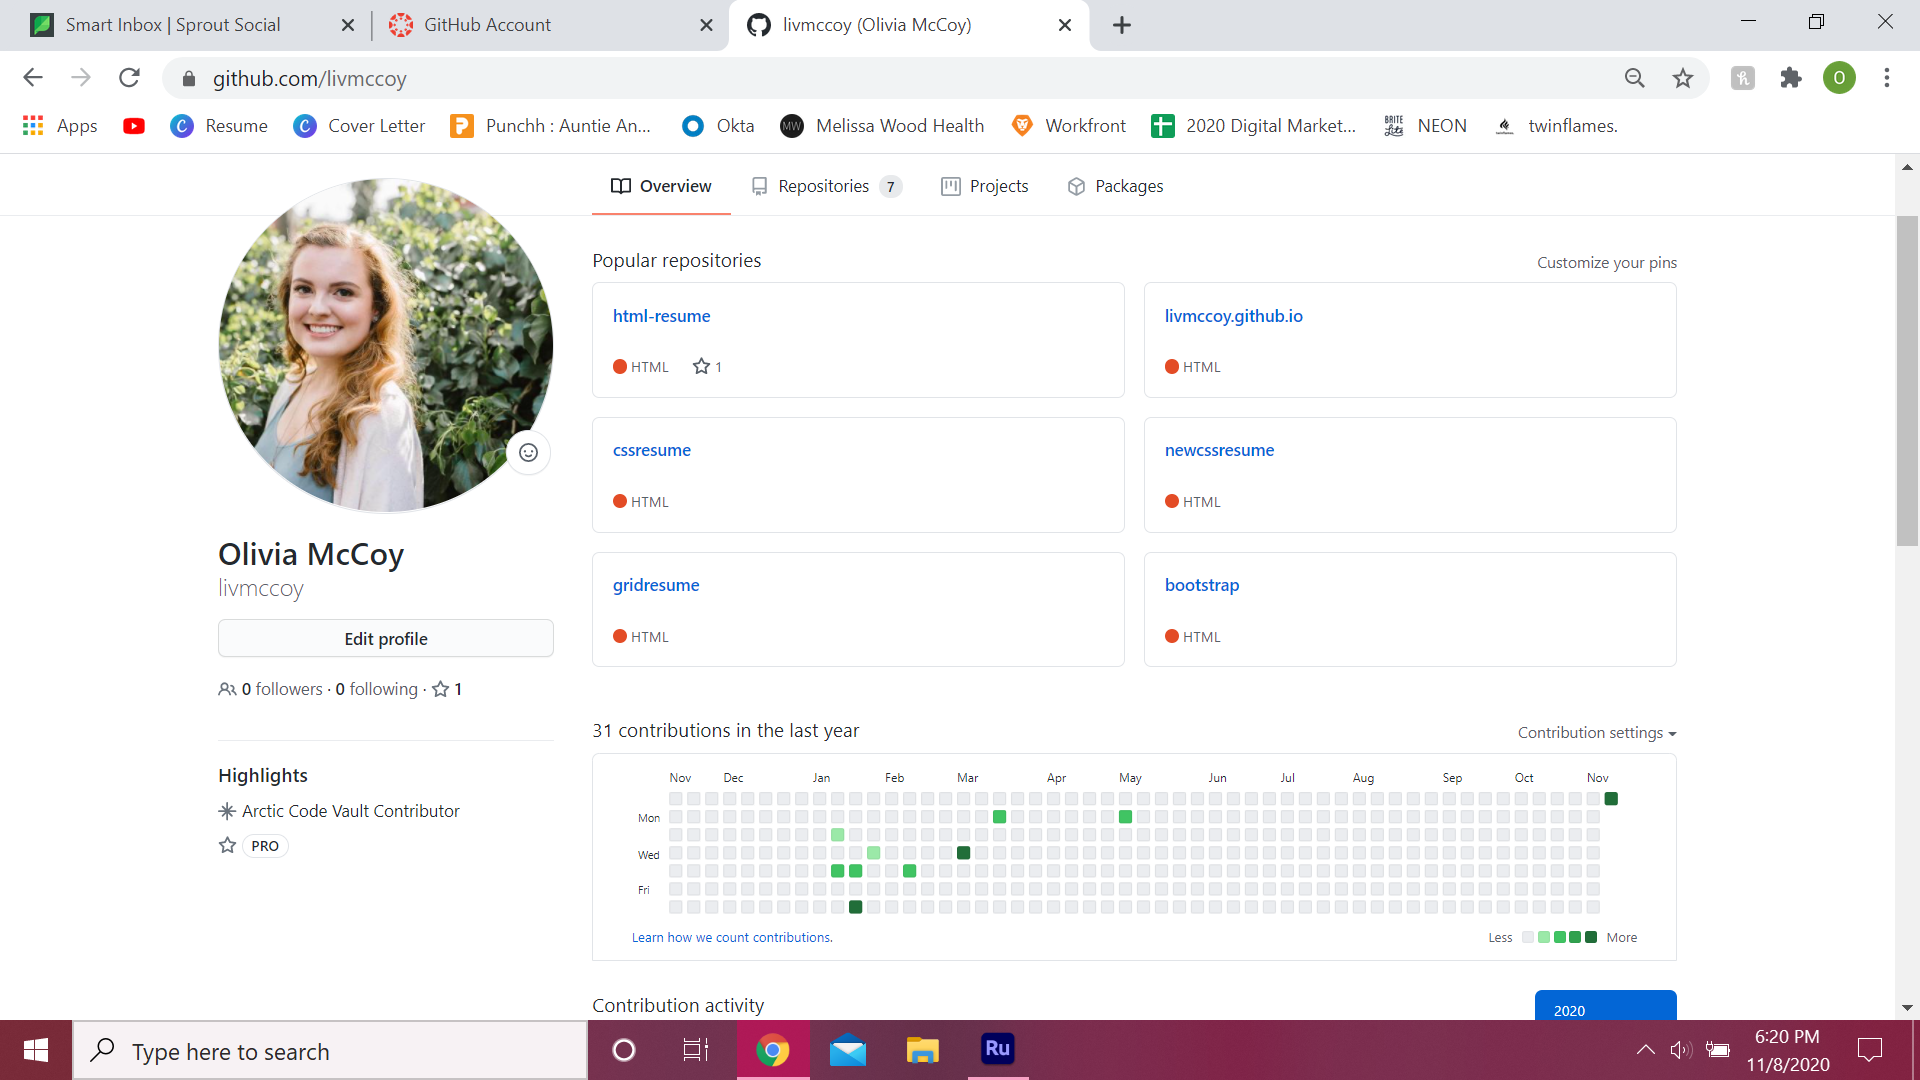 Smart Inbox | Sprout Social
GitHub Account
livmccoy (Olivia McCoy)
github.com/livmccoy
O
Apps
Resume
Cover Letter
Punchh : Auntie An...
Okta
MW
Melissa Wood Health
Workfront
2020 Digital Market...
BRITE
Lite
NEON
twinflames.
Overview
Repositories 7
Projects
Packages
Popular repositories
Customize your pins
html-resume
HTML 1
livmccoy.github.io
HTML
cssresume
HTML
newcssresume
HTML
gridresume
HTML
bootstrap
HTML
Olivia McCoy
livmccoy
Edit profile
0 followers · 0 following · 1
Highlights
Arctic Code Vault Contributor
PRO
31 contributions in the last year
Contribution settings
Nov Dec Jan Feb Mar Apr May Jun Jul Aug Sep Oct Nov
Mon
Wed
Fri
Learn how we count contributions.
Less More
Contribution activity
2020
Type here to search
Ru
6:20 PM
11/8/2020